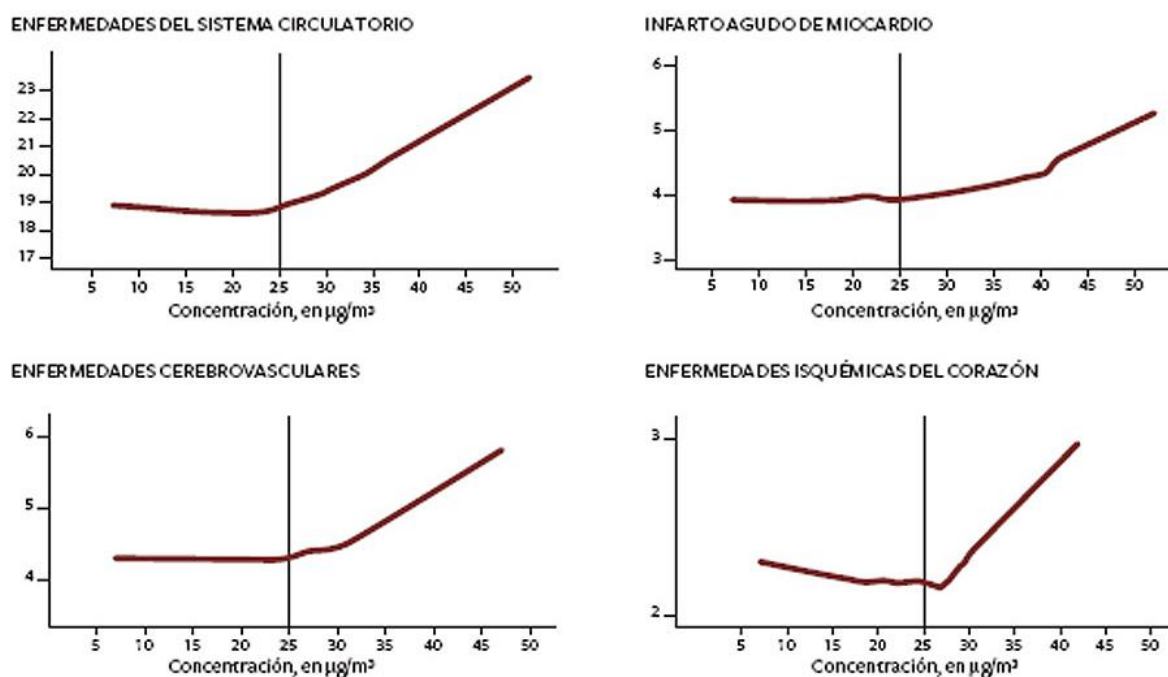 ENFERMEDADES DEL SISTEMA CIRCULATORIO
23
22
21
20
19
18
17
5 10 15 20 25 30 35 40 45 50
Concentración, en µg/m³
INFARTO AGUDO DE MIOCARDIO
6
5
4
3
5 10 15 20 25 30 35 40 45 50
Concentración, en µg/m³
ENFERMEDADES CEREBROVASCULARES
6
5
4
5 10 15 20 25 30 35 40 45 50
Concentración, en µg/m³
ENFERMEDADES ISQUÉMICAS DEL CORAZÓN
3
2
5 10 15 20 25 30 35 40 45 50
Concentración, en µg/m³